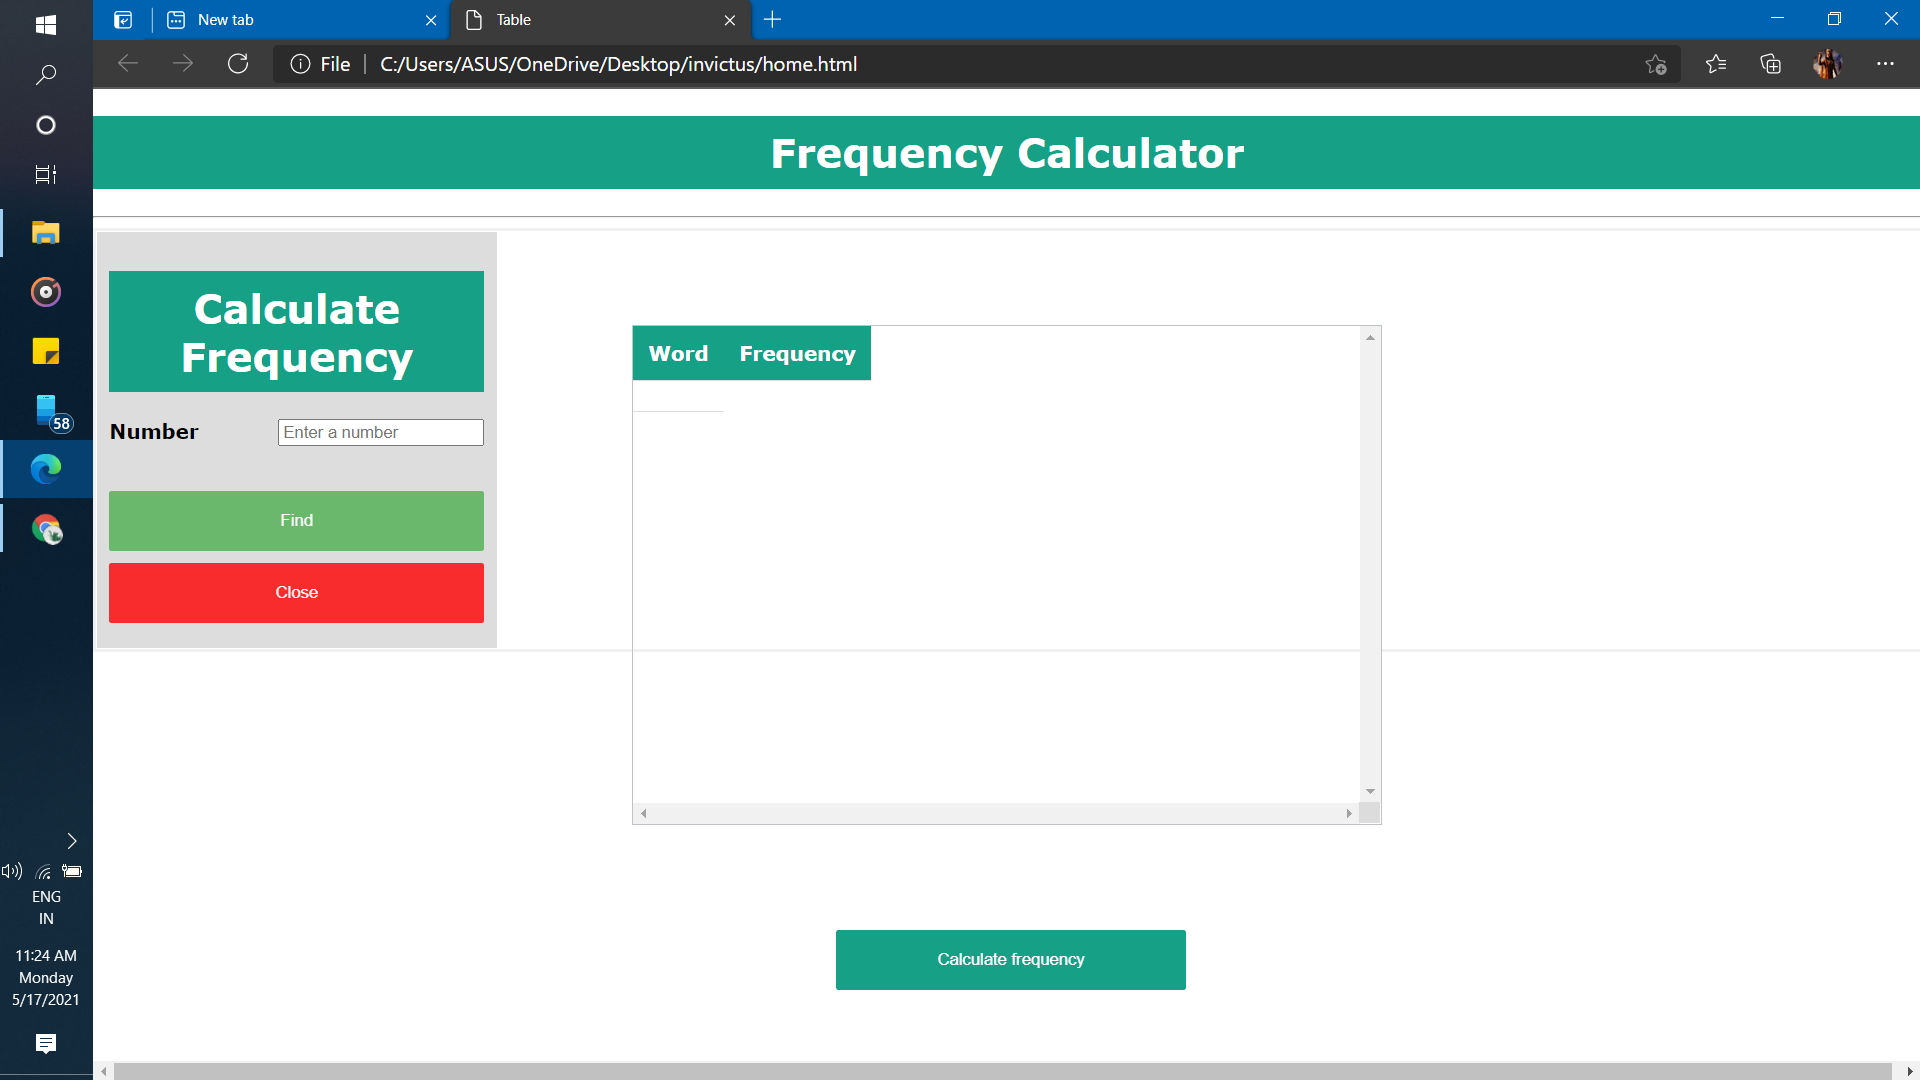 New tab
Table
File
C:/Users/ASUS/OneDrive/Desktop/invictus/home.html
Frequency Calculator
Calculate
Frequency
Number
Enter a number
Find
Close
Word Frequency
Calculate frequency
58
ENG
IN
11:24 AM
Monday
5/17/2021